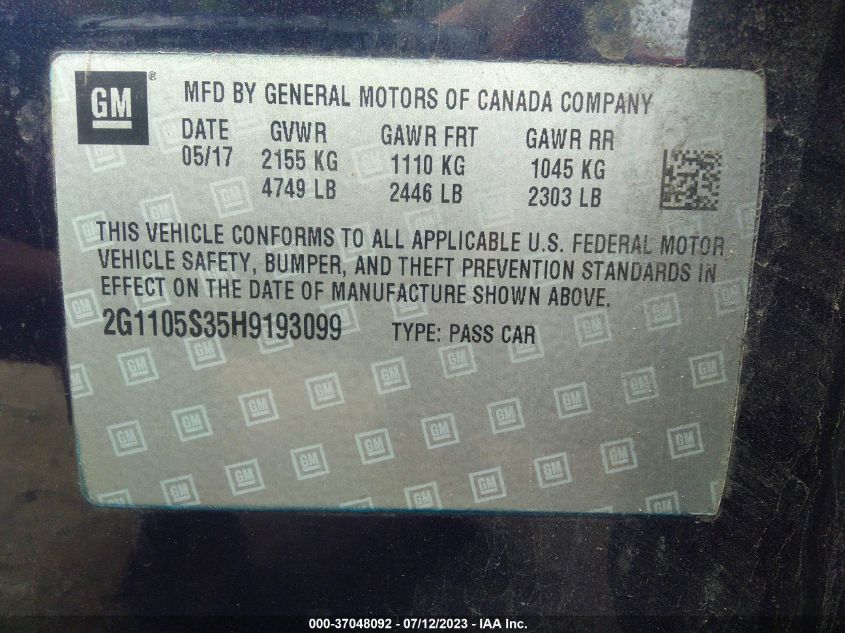 GM ® MFD BY GENERAL MOTORS OF CANADA COMPANY
DATE GVWR GAWR FRT GAWR RR
05/17 2155 KG 1110 KG 1045 KG
4749 LB 2446 LB 2303 LB
THIS VEHICLE CONFORMS TO ALL APPLICABLE U.S. FEDERAL MOTOR
VEHICLE SAFETY, BUMPER, AND THEFT PREVENTION STANDARDS IN
EFFECT ON THE DATE OF MANUFACTURE SHOWN ABOVE.
2G1105S35H9193099 TYPE: PASS CAR
000-37048092 - 07/12/2023 - IAA Inc.